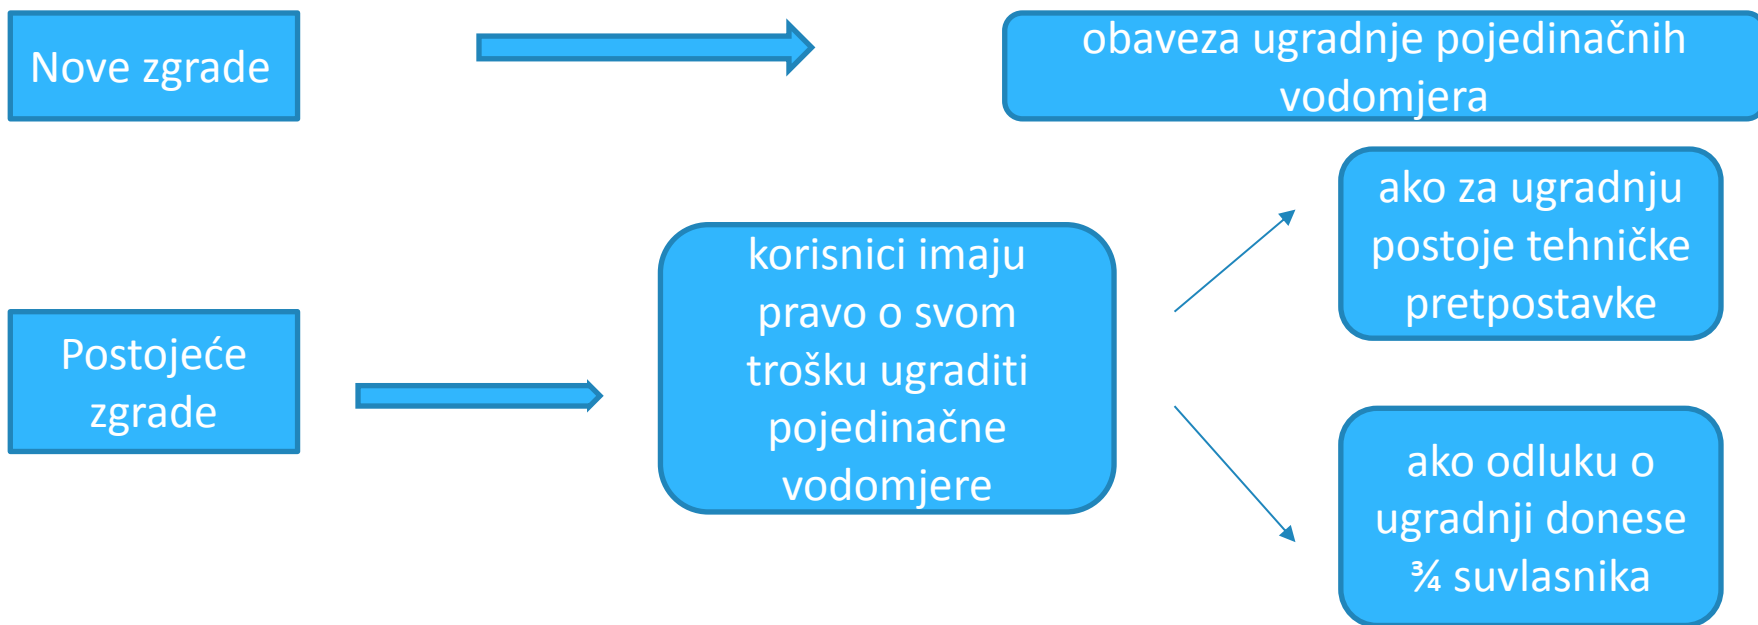 Nove zgrade
obaveza ugradnje pojedinačnih
vodomjera
Postojeće
zgrade
korisnici imaju
pravo o svom
trošku ugraditi
pojedinačne
vodomjere
ako za ugradnju
postoje tehničke
pretpostavke
ako odluku o
ugradnji donese
¾ suvlasnika